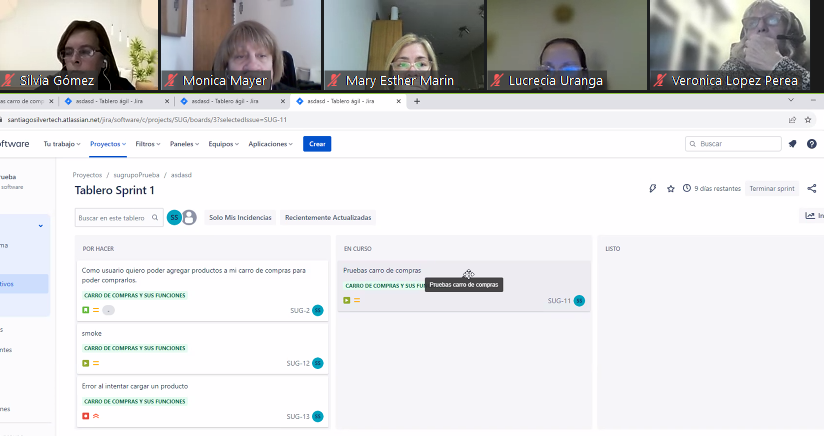 Silvia Gómez
Monica Mayer
Mary Esther Marin
Lucrecia Uranga
Veronica Lopez Perea
as carro de com
asdasd - Tablero ágil - Jira
asdasd - Tablero ágil - Jira
asdasd - Tablero ágil - Jira
santiagosilvertech.atlassian.net/jira/software/c/projects/SUG/boards/3?selectedIssue=SUG-11
oftware
Tu trabajo
Proyectos
Filtros
Paneles
Equipos
Aplicaciones
Crear
Buscar
rueba
software
Proyectos / sugrupoPrueba / asdasd
Tablero Sprint 1
9 días restantes
Terminar sprint
Buscar en este tablero
SS
Solo Mis Incidencias
Recientemente Actualizadas
In
ma
tivos
s
ntes
nes
POR HACER
Como usuario quiero poder agregar productos a mi carro de compras para
poder comprarlos.
CARRO DE COMPRAS Y SUS FUNCIONES
-
SUG-2
SS
smoke
CARRO DE COMPRAS Y SUS FUNCIONES
SUG-12
SS
Error al intentar cargar un producto
CARRO DE COMPRAS Y SUS FUNCIONES
SUG-13
SS
EN CURSO
Pruebas carro de compras
CARRO DE COMPRAS Y SUS FUN
Pruebas carro de compras
SUG-11
SS
LISTO